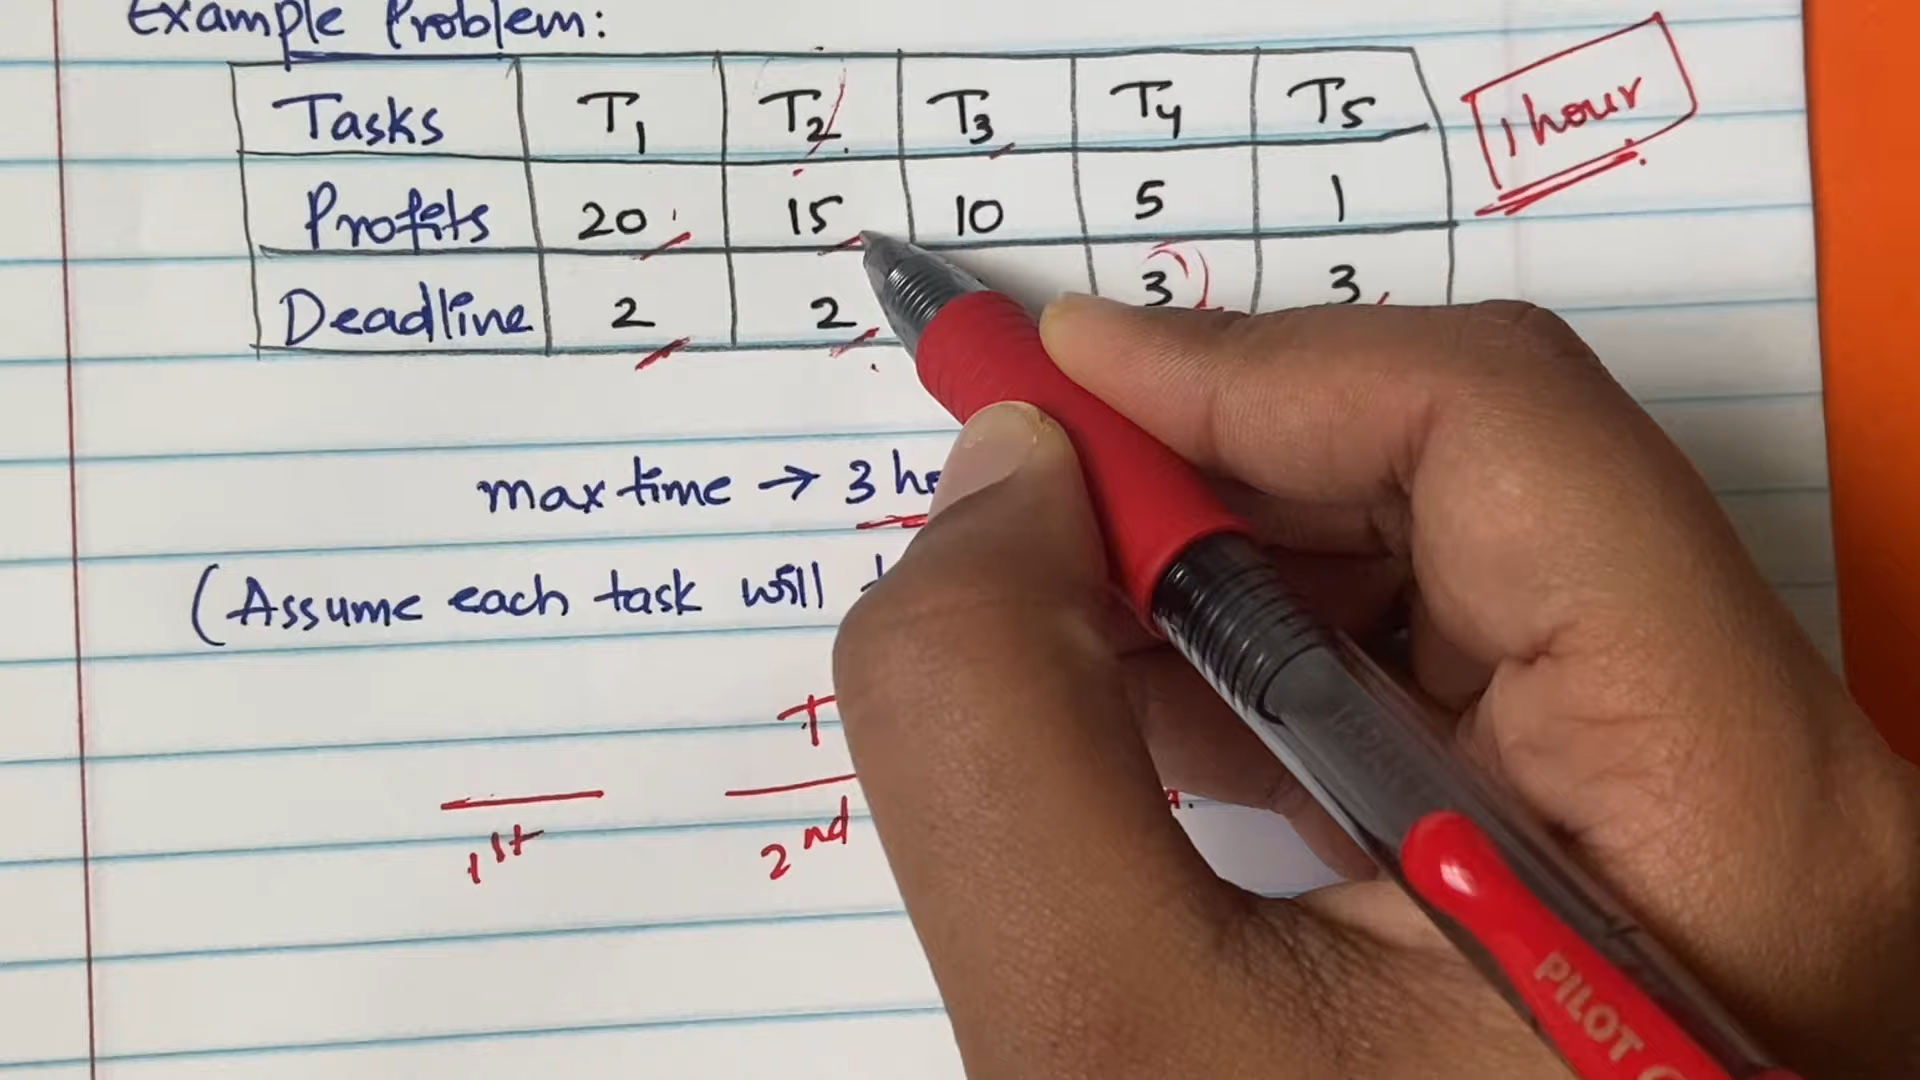 Example Problem:
Tasks T1 T2 T3 T4 T5
Profits 20 15 10 5 1
Deadline 2 2 3 3
1 hour
max time → 3
(Assume each task will
T
1st 2nd
PILOT